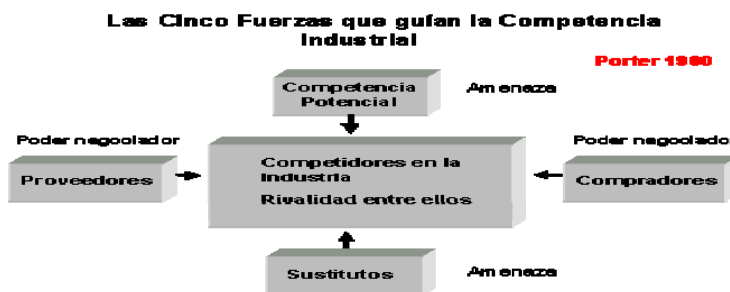 Las Cinco Fuerzas que guían la Competencia
Industrial
Porter 1980
Competencia
Potencial
Amenaza
Poder negociador
Poder negociado
Proveedores
Competidores en la
Industria
Rivalidad entre ellos
Compradores
Sustitutos
Amenaza